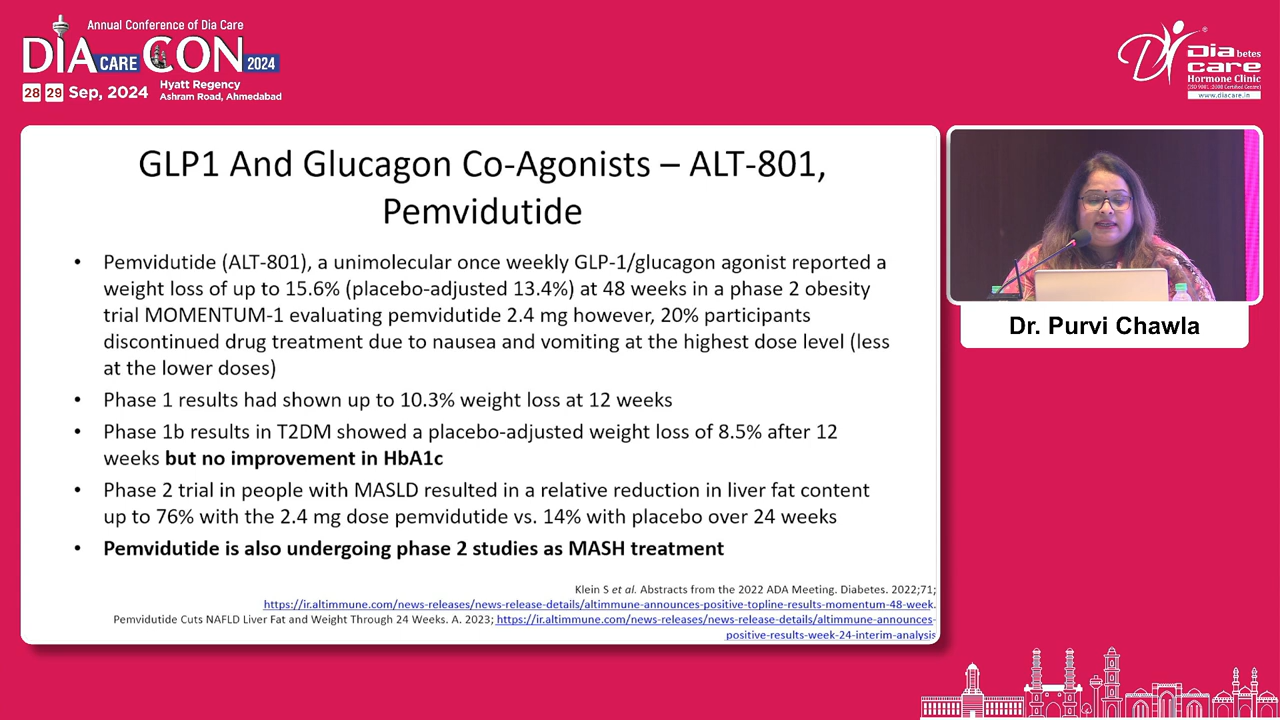 Annual Conference of Dia Care
DIA CARE CON 2024
28 29 Sep, 2024
Hyatt Regency
Ashram Road, Ahmedabad
Diabetes
care
Hormone Clinic
(ISO 9001:2008 Certified Centre)
www.diacare.in
GLP1 And Glucagon Co-Agonists – ALT-801,
Pemvidutide
• Pemvidutide (ALT-801), a unimolecular once weekly GLP-1/glucagon agonist reported a
weight loss of up to 15.6% (placebo-adjusted 13.4%) at 48 weeks in a phase 2 obesity
trial MOMENTUM-1 evaluating pemvidutide 2.4 mg however, 20% participants
discontinued drug treatment due to nausea and vomiting at the highest dose level (less
at the lower doses)
• Phase 1 results had shown up to 10.3% weight loss at 12 weeks
• Phase 1b results in T2DM showed a placebo-adjusted weight loss of 8.5% after 12
weeks but no improvement in HbA1c
• Phase 2 trial in people with MASLD resulted in a relative reduction in liver fat content
up to 76% with the 2.4 mg dose pemvidutide vs. 14% with placebo over 24 weeks
• Pemvidutide is also undergoing phase 2 studies as MASH treatment
Klein S et al. Abstracts from the 2022 ADA Meeting. Diabetes. 2022;71;
https://ir.altimmune.com/news-releases/news-release-details/altimmune-announces-positive-topline-results-momentum-48-week.
Pemvidutide Cuts NAFLD Liver Fat and Weight Through 24 Weeks. A. 2023; https://ir.altimmune.com/news-releases/news-release-details/altimmune-announces-
positive-results-week-24-interim-analysis
Dr. Purvi Chawla